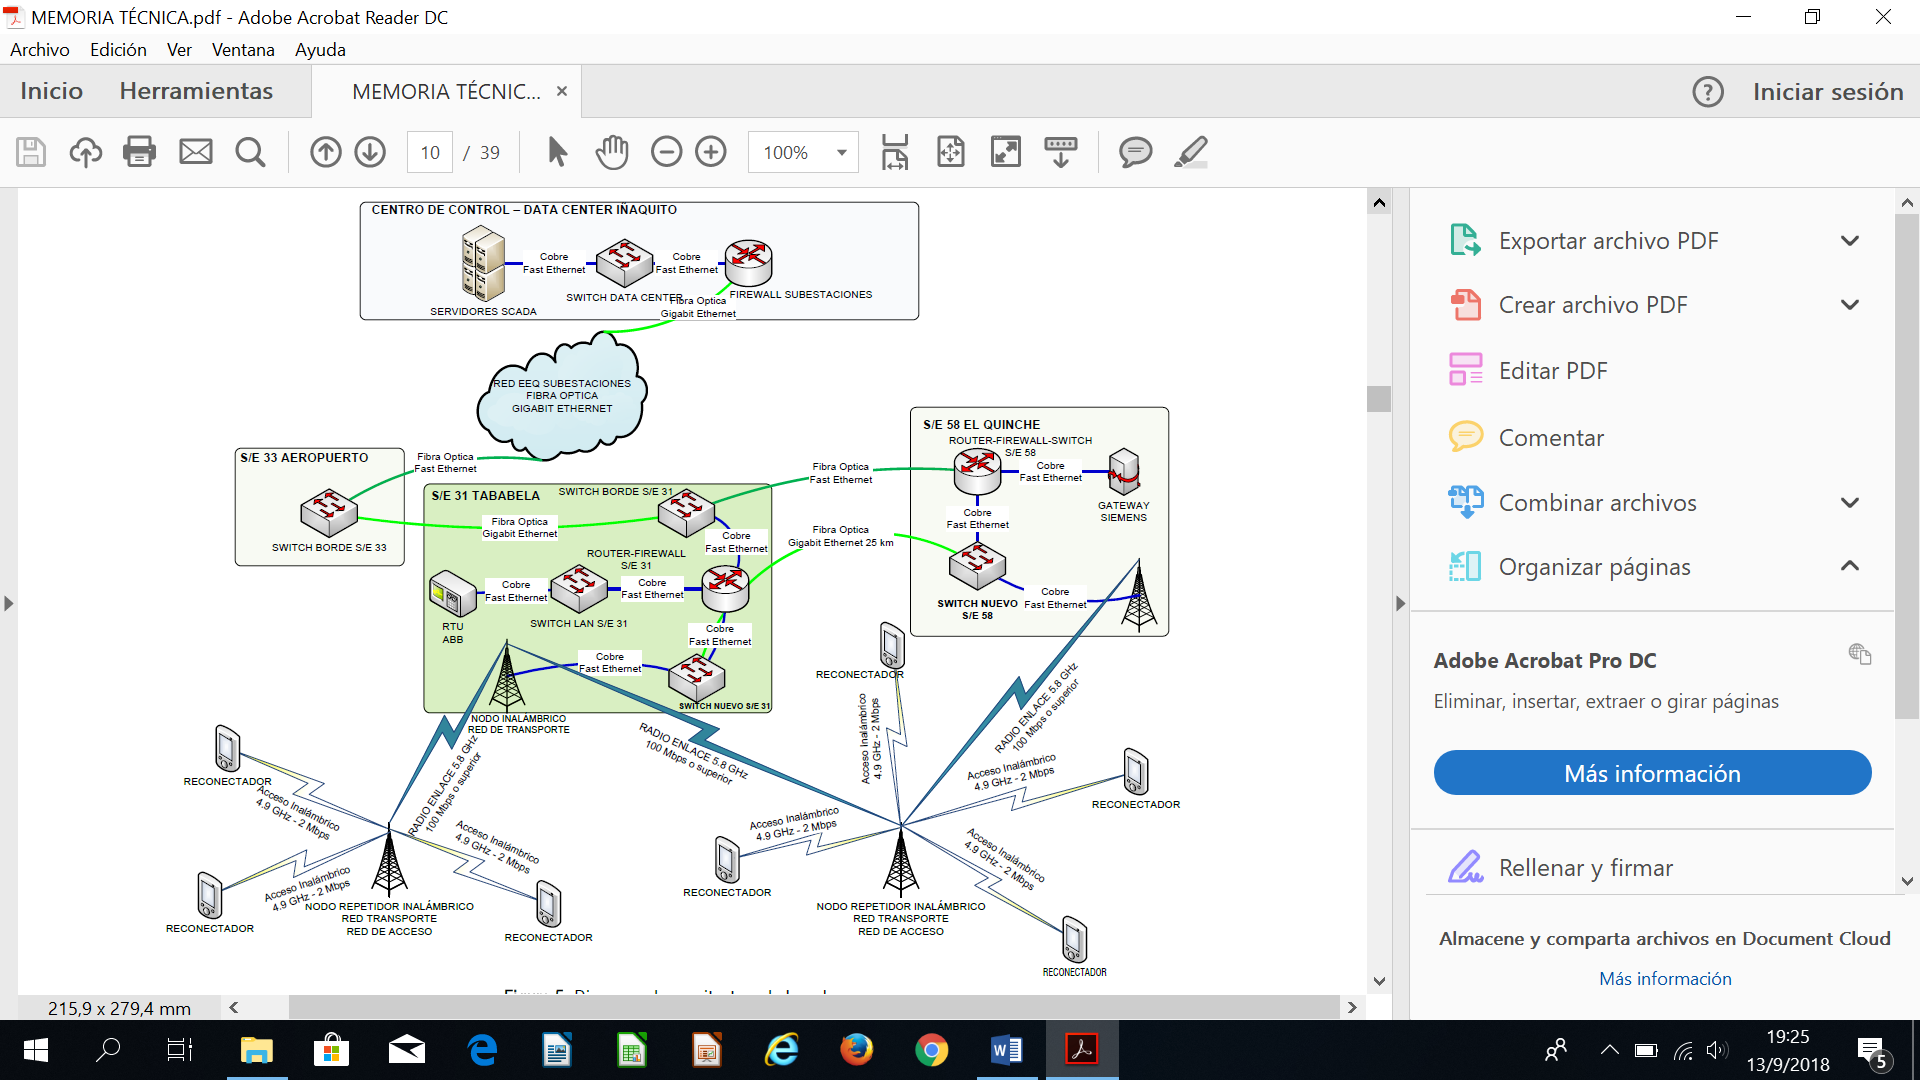 MEMORIA TÉCNICA.pdf - Adobe Acrobat Reader DC
Archivo Edición Ver Ventana Ayuda
Inicio Herramientas MEMORIA TÉCNIC... × Iniciar sesión
10 / 39 100%
CENTRO DE CONTROL – DATA CENTER IÑAQUITO
Cobre
Fast Ethernet
Cobre
Fast Ethernet
SERVIDORES SCADA
SWITCH DATA CENTER
FIREWALL SUBESTACIONES
Fibra Optica
Gigabit Ethernet
RED EEQ SUBESTACIONES
FIBRA OPTICA
GIGABIT ETHERNET
S/E 33 AEROPUERTO
SWITCH BORDE S/E 33
Fibra Optica
Fast Ethernet
S/E 31 TABABELA
SWITCH BORDE S/E 31
Fibra Optica
Gigabit Ethernet
Cobre
Fast Ethernet
ROUTER-FIREWALL
S/E 31
Cobre
Fast Ethernet
Cobre
Fast Ethernet
RTU
ABB
SWITCH LAN S/E 31
Cobre
Fast Ethernet
Cobre
Fast Ethernet
SWITCH NUEVO S/E 31
NODO INALÁMBRICO
RED DE TRANSPORTE
Fibra Optica
Fast Ethernet
Fibra Optica
Gigabit Ethernet 25 km
S/E 58 EL QUINCHE
ROUTER-FIREWALL-SWITCH
S/E 58
Cobre
Fast Ethernet
GATEWAY
SIEMENS
Cobre
Fast Ethernet
SWITCH NUEVO
S/E 58
Cobre
Fast Ethernet
RECONECTADOR
Acceso Inalámbrico
4.9 GHz - 2 Mbps
RADIO ENLACE 5.8 GHz
100 Mbps o superior
RADIO ENLACE 5.8 GHz
100 Mbps o superior
RADIO ENLACE 5.8 GHz
100 Mbps o superior
RECONECTADOR
Acceso Inalámbrico
4.9 GHz - 2 Mbps
Acceso Inalámbrico
4.9 GHz - 2 Mbps
Acceso Inalámbrico
4.9 GHz - 2 Mbps
RECONECTADOR
RECONECTADOR
NODO REPETIDOR INALÁMBRICO
RED TRANSPORTE
RED DE ACCESO
Acceso Inalámbrico
4.9 GHz - 2 Mbps
RECONECTADOR
Acceso Inalámbrico
4.9 GHz - 2 Mbps
RECONECTADOR
Acceso Inalámbrico
4.9 GHz - 2 Mbps
RECONECTADOR
NODO REPETIDOR INALÁMBRICO
RED TRANSPORTE
RED DE ACCESO
215,9 x 279,4 mm
Exportar archivo PDF
Crear archivo PDF
Editar PDF
Comentar
Combinar archivos
Organizar páginas
Adobe Acrobat Pro DC
Eliminar, insertar, extraer o girar páginas
Más información
Rellenar y firmar
Almacene y comparta archivos en Document Cloud
Más información
19:25
13/9/2018
5